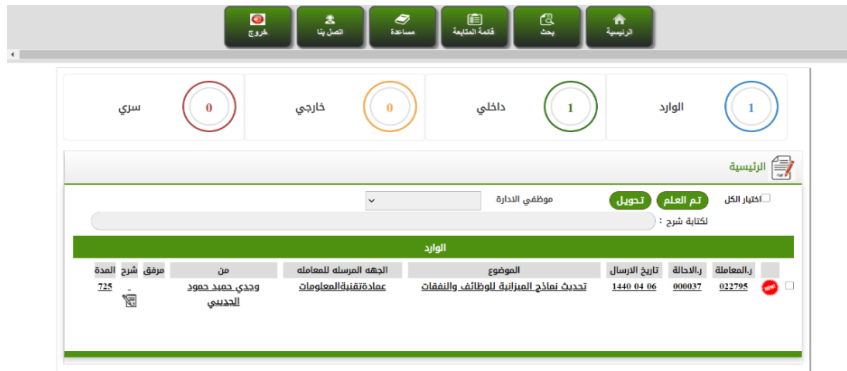 الرئيسية بحث قائمة المتابعة مساعدة اتصل بنا خروج
1 الوارد 1 داخلي 0 خارجي 0 سري
الرئيسية
اختيار الكل تم العلم تحويل موظفي الادارة
لكتابة شرح :
الوارد
ر.المعاملة ر.الاحالة تاريخ الارسال الموضوع الجهه المرسله للمعامله من مرفق شرح المدة
NEW 022795 000037 1440 04 06 تحديث نماذج الميزانية للوظائف والنفقات عمادةتقنيةالمعلومات وجدي حميد حمود 725
الحديبي